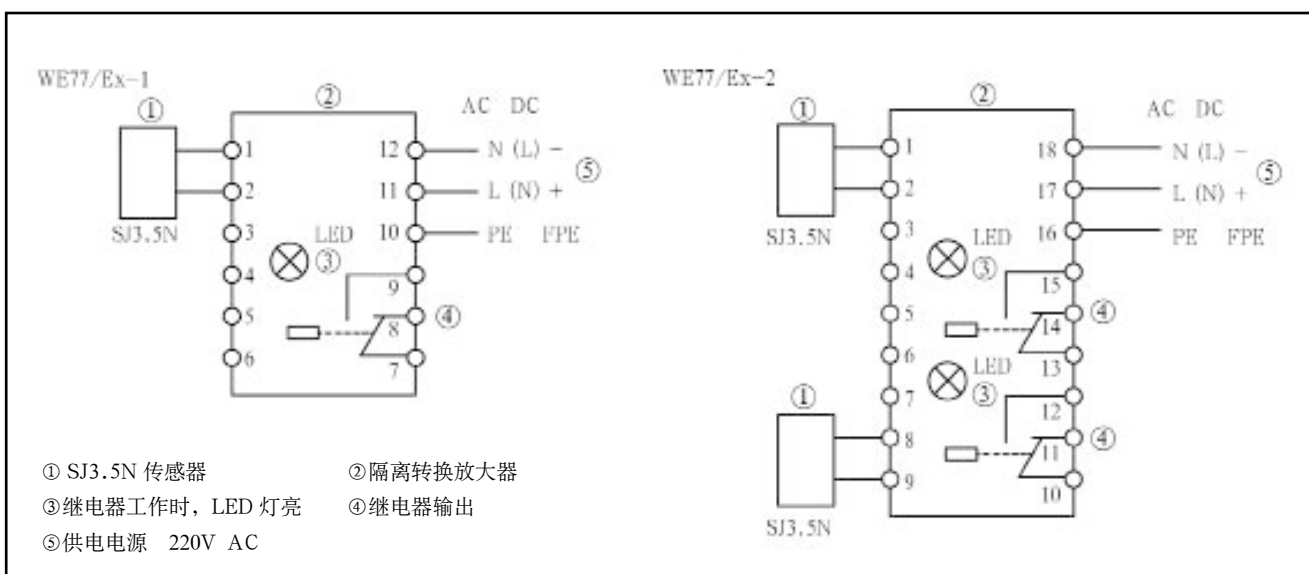 WE77/Ex-1
①
②
AC DC
1
12
N (L) -
⑤
2
11
L (N) +
SJ3.5N
3
LED
10
PE FPE
4
③
9
5
8
④
6
7
WE77/Ex-2
①
②
AC DC
1
18
N (L) -
⑤
2
17
L (N) +
SJ3.5N
3
LED
16
PE FPE
4
③
15
5
14
④
6
LED
13
①
7
③
12
8
11
④
9
10
SJ3.5N
① SJ3.5N 传感器 ②隔离转换放大器
③继电器工作时，LED 灯亮 ④继电器输出
⑤供电电源 220V AC